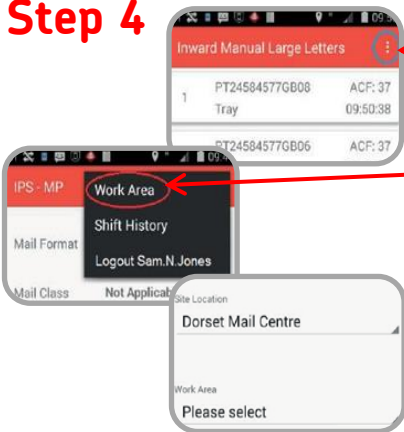 Step 4
09:5
Inward Manual Large Letters
1 PT24584577GB08 ACF: 37
Tray 09:50:38
PT24584577GB06 ACF: 37
IPS - MP
Work Area
Shift History
Logout Sam.N.Jones
Mail Format
Mail Class Not Applicab
Site Location
Dorset Mail Centre
Work Area
Please select